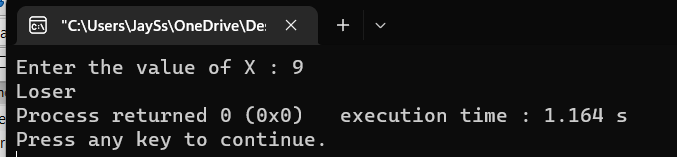 "C:\Users\JaySs\OneDrive\De:
Enter the value of X : 9
Loser
Process returned 0 (0x0)   execution time : 1.164 s
Press any key to continue.